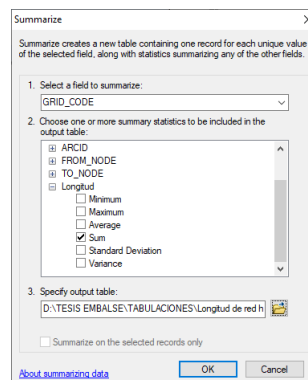 Summarize
Summarize creates a new table containing one record for each unique value
of the selected field, along with statistics summarizing any of the other fields.
1. Select a field to summarize:
GRID_CODE
2. Choose one or more summary statistics to be included in the
output table:
ARCID
FROM_NODE
TO_NODE
Longitud
Minimum
Maximum
Average
Sum
Standard Deviation
Variance
3. Specify output table:
D:\TESIS EMBALSE\TABULACIONES\Longitud de red h
Summarize on the selected records only
About summarizing data
OK
Cancel